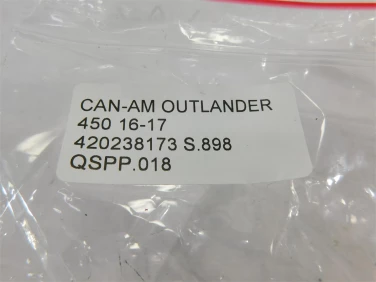 CAN-AM OUTLANDER
450 16-17
420238173 S.898
QSPP.018